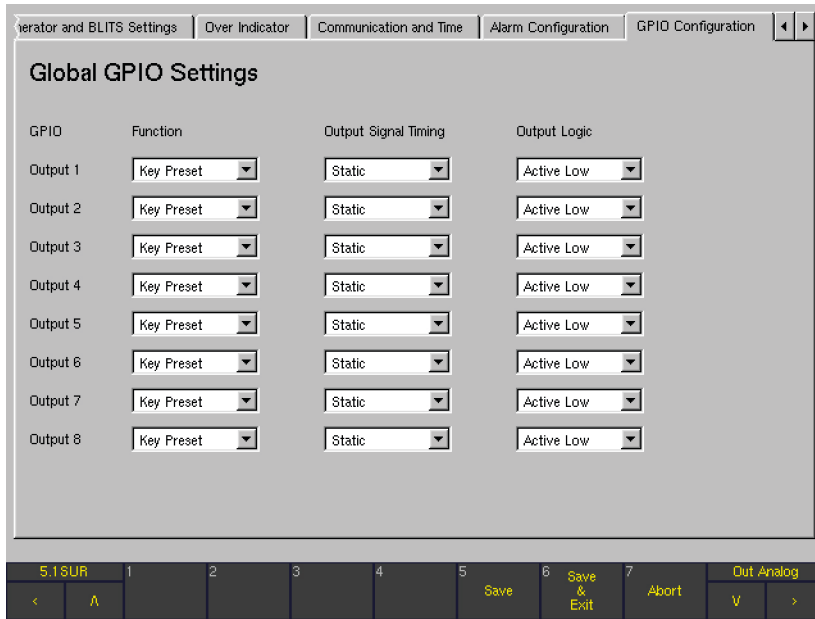 nerator and BLITS Settings Over Indicator Communication and Time Alarm Configuration GPIO Configuration
Global GPIO Settings
GPIO Function Output Signal Timing Output Logic
Output 1 Key Preset Static Active Low
Output 2 Key Preset Static Active Low
Output 3 Key Preset Static Active Low
Output 4 Key Preset Static Active Low
Output 5 Key Preset Static Active Low
Output 6 Key Preset Static Active Low
Output 7 Key Preset Static Active Low
Output 8 Key Preset Static Active Low
5.1SUR 1 2 3 4 5 Save 6 Save & Exit 7 Abort Out Analog
< Λ V >